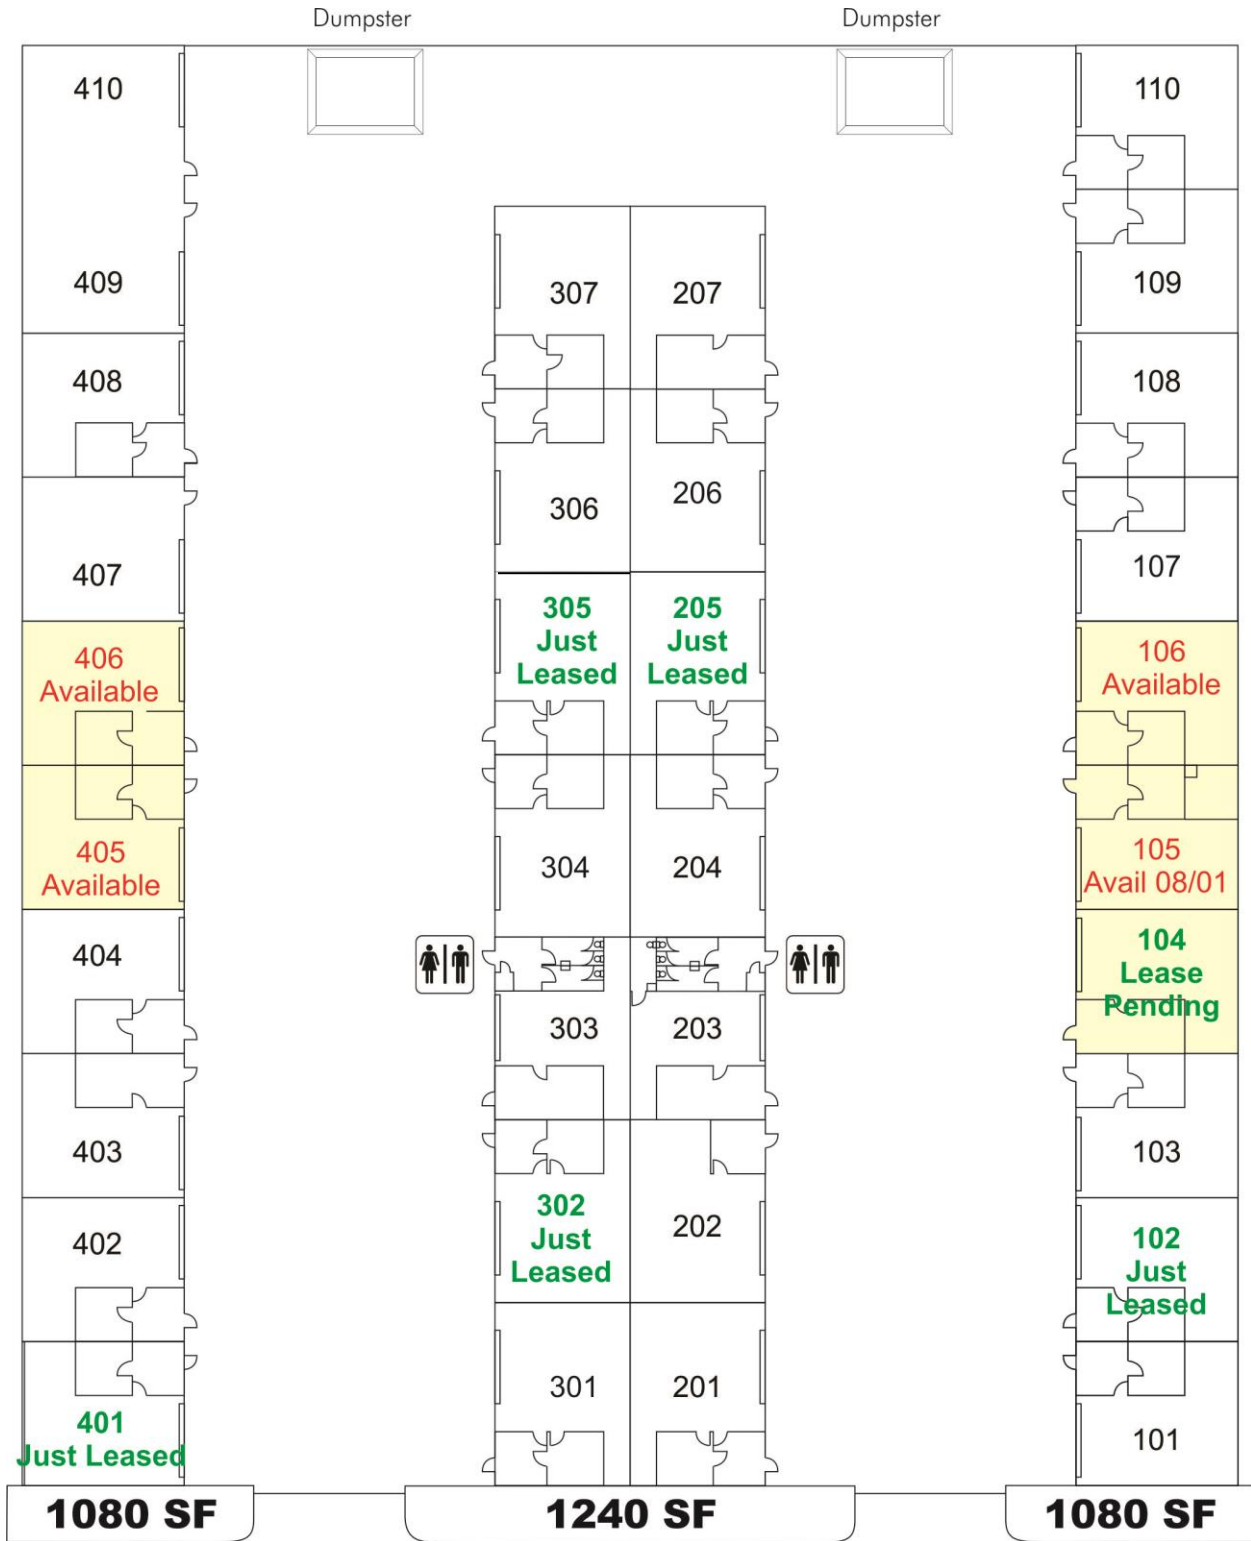 Dumpster
Dumpster
410
110
409
307
207
109
408
108
306
206
407
107
305
Just
Leased
205
Just
Leased
406
Available
106
Available
405
Available
304
204
105
Avail 08/01
404
104
Lease
Pending
303
203
403
103
302
Just
Leased
202
402
102
Just
Leased
301
201
401
Just Leased
101
1080 SF
1240 SF
1080 SF